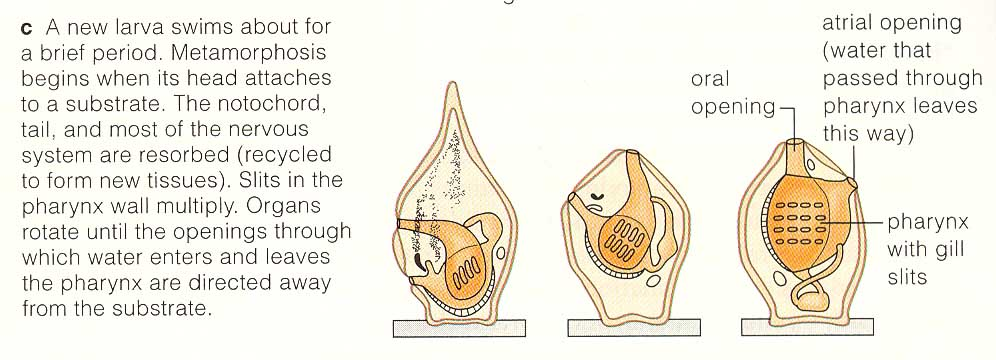 c A new larva swims about for
a brief period. Metamorphosis
begins when its head attaches
to a substrate. The notochord,
tail, and most of the nervous
system are resorbed (recycled
to form new tissues). Slits in the
pharynx wall multiply. Organs
rotate until the openings through
which water enters and leaves
the pharynx are directed away
from the substrate.
oral
opening
atrial opening
(water that
passed through
pharynx leaves
this way)
pharynx
with gill
slits